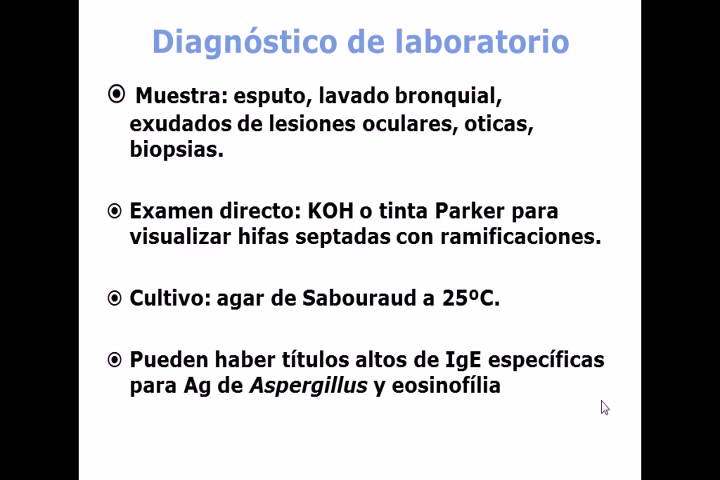 Diagnóstico de laboratorio
Muestra: esputo, lavado bronquial,
exudados de lesiones oculares, oticas,
biopsias.
Examen directo: KOH o tinta Parker para
visualizar hifas septadas con ramificaciones.
Cultivo: agar de Sabouraud a 25ºC.
Pueden haber títulos altos de IgE específicas
para Ag de Aspergillus y eosinofília